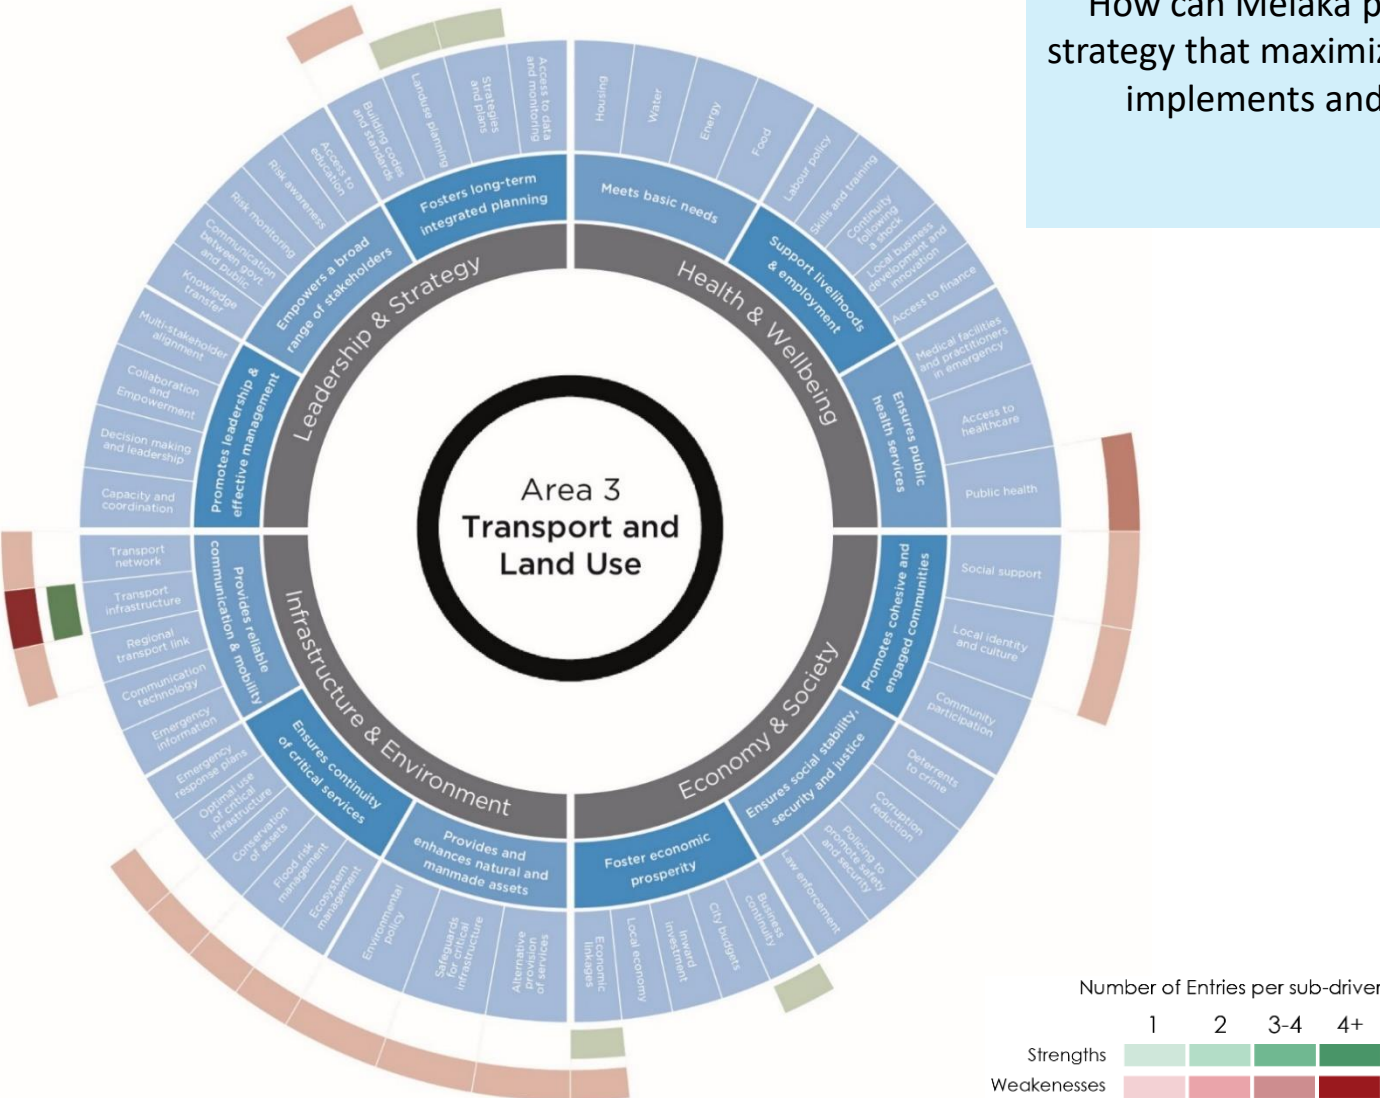 How can Melaka p
strategy that maximiz
implements and
Area 3
Transport and
Land Use
Leadership & Strategy
Health & Wellbeing
Economy & Society
Infrastructure & Environment
Fosters long-term
integrated planning
Meets basic needs
Support livelihoods
& employment
Ensures public
health services
Promotes cohesive and
engaged communities
Ensures social stability,
security and justice
Foster economic
prosperity
Provides and
enhances natural and
manmade assets
Ensures continuity
of critical services
Provides reliable
communication & mobility
Promotes leadership &
effective management
Empowers a broad
range of stakeholders
Housing
Water
Energy
Food
Labour policy
Skills and training
Continuity
following
a shock
Local business
development and
innovation
Access to finance
Medical facilities
and practitioners
in emergency
Access to
healthcare
Public health
Social support
Local identity
and culture
Community
participation
Deterrents
to crime
Corruption
reduction
Policing to
promote safety
and security
Law enforcement
Business
continuity
City budgets
Inward
investment
Local economy
Economic
linkages
Alternative
provision
of services
Safeguards
for critical
infrastructure
Environmental
policy
Ecosystem
management
Flood risk
management
Conservation
of assets
Optimal use
of critical
infrastructure
Emergency
response plans
Emergency
information
Communication
technology
Regional
transport link
Transport
infrastructure
Transport
network
Capacity and
coordination
Decision making
and leadership
Collaboration
and
Empowerment
Multi-stakeholder
alignment
Knowledge
transfer
Communication
between govt.
and public
Risk monitoring
Risk awareness
Access to
education
Building codes
and standards
Landuse planning
Strategies
and plans
Access to data
and monitoring
Number of Entries per sub-driver
1 2 3-4 4+
Strengths
Weakenesses